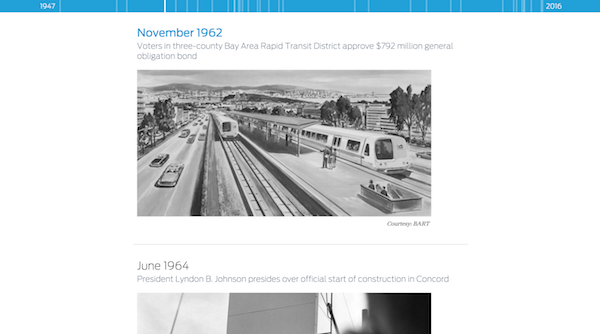 1947 2016
November 1962
Voters in three-county Bay Area Rapid Transit District approve $792 million general
obligation bond
Courtesy: BART
June 1964
President Lyndon B. Johnson presides over official start of construction in Concord